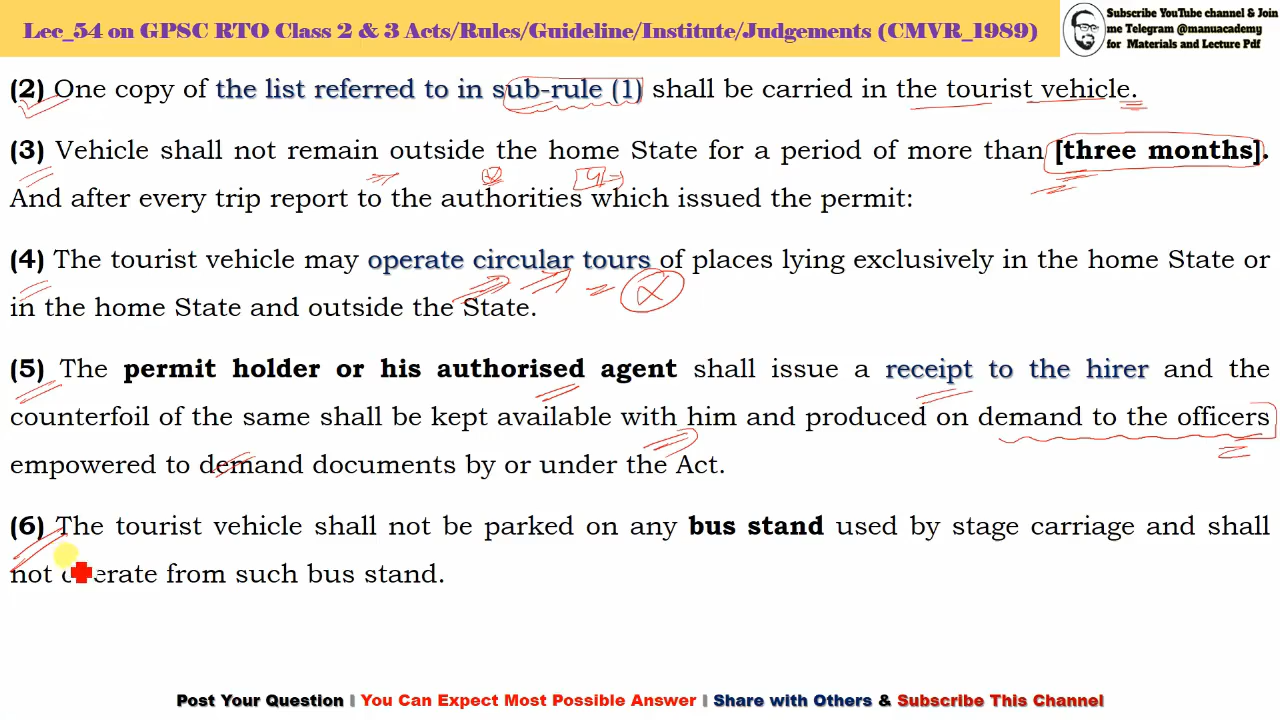 Lec_54 on GPSC RTO Class 2 & 3 Acts/Rules/Guideline/Institute/Judgements (CMVR_1989)
Subscribe YouTube channel & Join
me Telegram @manuacademy
for Materials and Lecture Pdf
(2) One copy of the list referred to in sub-rule (1) shall be carried in the tourist vehicle.
(3) Vehicle shall not remain outside the home State for a period of more than [three months].
And after every trip report to the authorities which issued the permit:
(4) The tourist vehicle may operate circular tours of places lying exclusively in the home State or
in the home State and outside the State.
(5) The permit holder or his authorised agent shall issue a receipt to the hirer and the
counterfoil of the same shall be kept available with him and produced on demand to the officers
empowered to demand documents by or under the Act.
(6) The tourist vehicle shall not be parked on any bus stand used by stage carriage and shall
not operate from such bus stand.
Post Your Question | You Can Expect Most Possible Answer | Share with Others & Subscribe This Channel